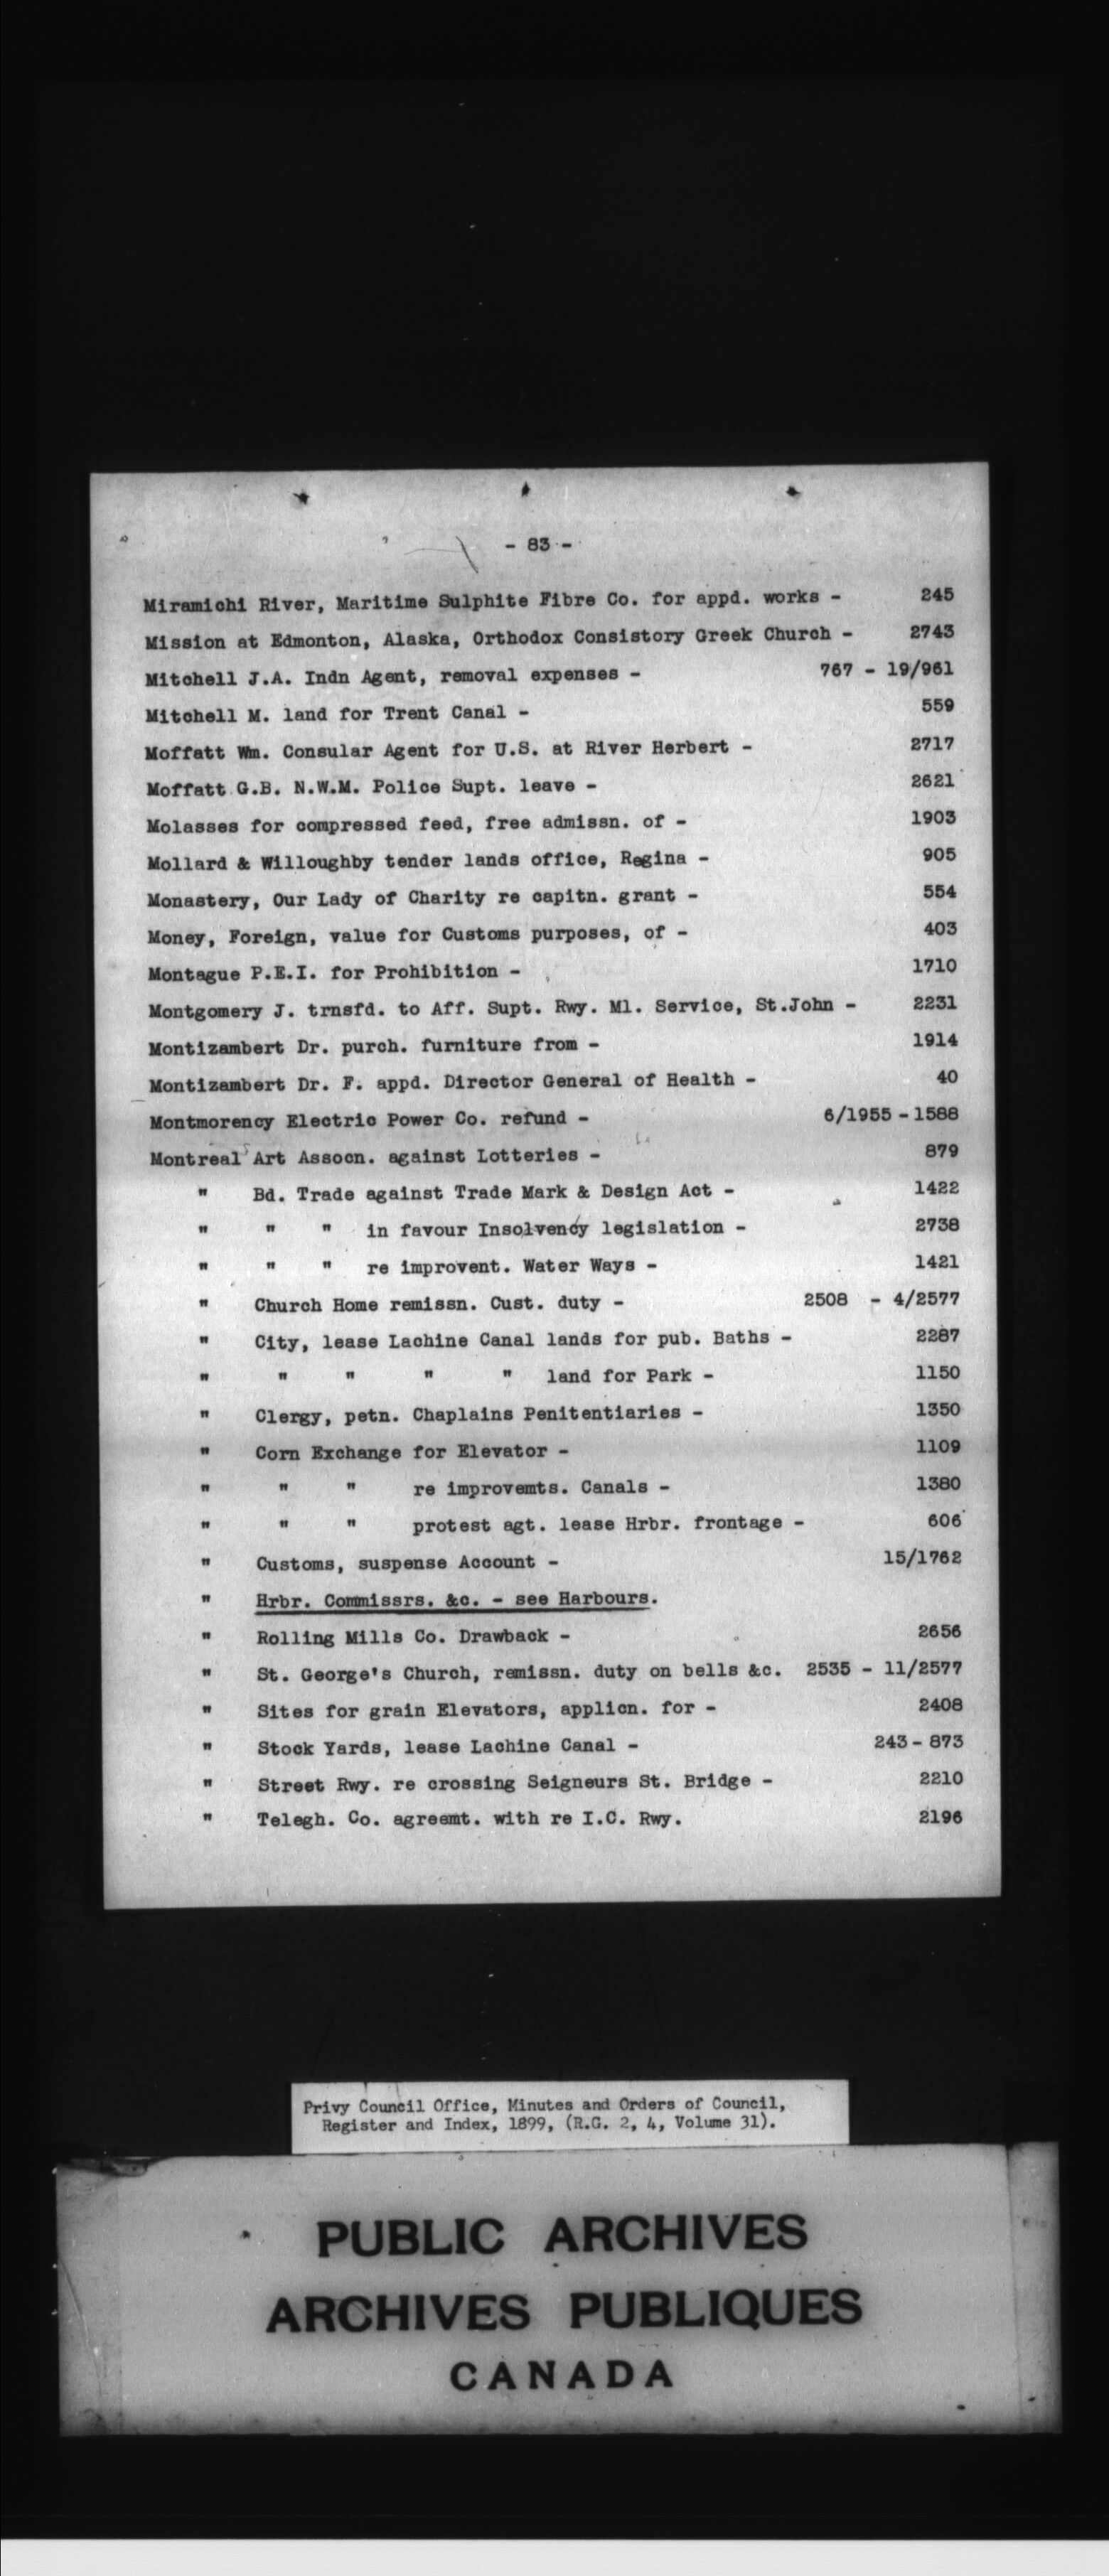 - 83 -
Miramichi River, Maritime Sulphite Fibre Co. for appd. works - 245
Mission at Edmonton, Alaska, Orthodox Consistory Greek Church - 2743
Mitchell J.A. Indn Agent, removal expenses - 767 - 19/961
Mitchell M. land for Trent Canal - 559
Moffatt Wm. Consular Agent for U.S. at River Herbert - 2717
Moffatt G.B. N.W.M. Police Supt. leave - 2621
Molasses for compressed feed, free admissn. of - 1903
Mollard & Willoughby tender lands office, Regina - 905
Monastery, Our Lady of Charity re capitn. grant - 554
Money, Foreign, value for Customs purposes, of - 403
Montague P.E.I. for Prohibition - 1710
Montgomery J. trnsfd. to Aff. Supt. Rwy. Ml. Service, St.John - 2231
Montizambert Dr. purch. furniture from - 1914
Montizambert Dr. F. appd. Director General of Health - 40
Montmorency Electric Power Co. refund - 6/1955 - 1588
Montreal Art Assocn. against Lotteries - 879
" Bd. Trade against Trade Mark & Design Act - 1422
" " " in favour Insolvency legislation - 2738
" " " re improvent. Water Ways - 1421
" Church Home remissn. Cust. duty - 2508 - 4/2577
" City, lease Lachine Canal lands for pub. Baths - 2287
" " " " " land for Park - 1150
" Clergy, petn. Chaplains Penitentiaries - 1350
" Corn Exchange for Elevator - 1109
" " " re improvemts. Canals - 1380
" " " protest agt. lease Hrbr. frontage - 606
" Customs, suspense Account - 15/1762
" Hrbr. Commissrs. &c. - see Harbours.
" Rolling Mills Co. Drawback - 2656
" St. George's Church, remissn. duty on bells &c. 2535 - 11/2577
" Sites for grain Elevators, applicn. for - 2408
" Stock Yards, lease Lachine Canal - 243 - 873
" Street Rwy. re crossing Seigneurs St. Bridge - 2210
" Telegh. Co. agreemt. with re I.C. Rwy. 2196
Privy Council Office, Minutes and Orders of Council,
Register and Index, 1899, (R.G. 2, 4, Volume 31).
PUBLIC ARCHIVES
ARCHIVES PUBLIQUES
CANADA